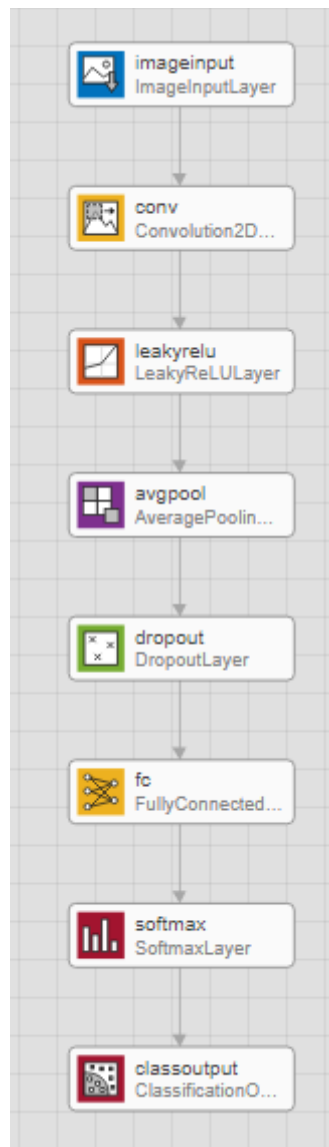 imageinput
ImageInputLayer
conv
Convolution2D...
leakyrelu
LeakyReLULayer
avgpool
AveragePoolin...
dropout
DropoutLayer
fc
FullyConnected...
softmax
SoftmaxLayer
classoutput
ClassificationO...